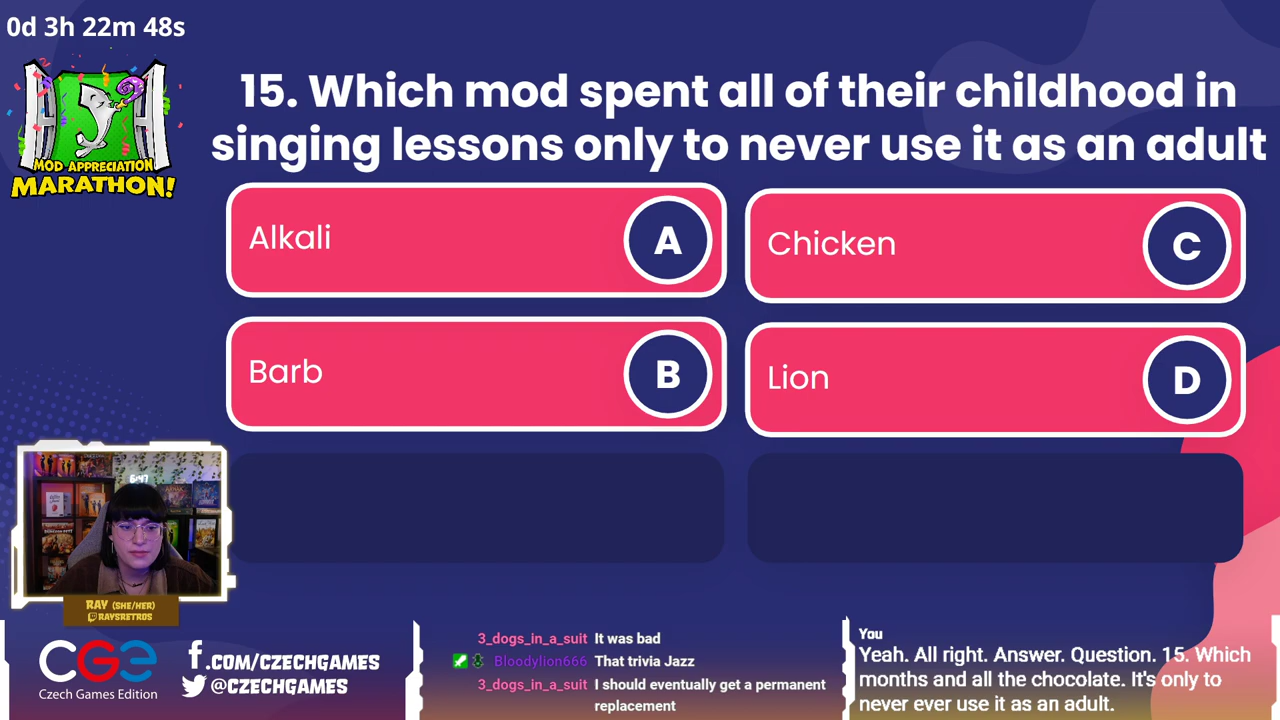 0d 3h 22m 48s
MOD APPRECIATION
MARATHON!
15. Which mod spent all of their childhood in
singing lessons only to never use it as an adult
Alkali
A
Chicken
C
Barb
B
Lion
D
RAY (SHE/HER)
RAYSRETROS
CGE
Czech Games Edition
f.COM/CZECHGAMES
@CZECHGAMES
3_dogs_in_a_suit It was bad
Bloodylion666 That trivia Jazz
3_dogs_in_a_suit I should eventually get a permanent
replacement
You
Yeah. All right. Answer. Question. 15. Which
months and all the chocolate. It's only to
never ever use it as an adult.